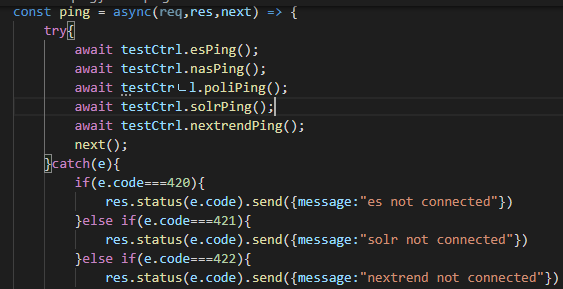 const ping = async(req,res,next) => {
try{
await testCtrl.esPing();
await testCtrl.nasPing();
await testCtrㄴl.poliPing();
await testCtrl.solrPing();
await testCtrl.nextrendPing();
next();
}catch(e){
if(e.code===420){
res.status(e.code).send({message:"es not connected"})
}else if(e.code===421){
res.status(e.code).send({message:"solr not connected"})
}else if(e.code===422){
res.status(e.code).send({message:"nextrend not connected"})